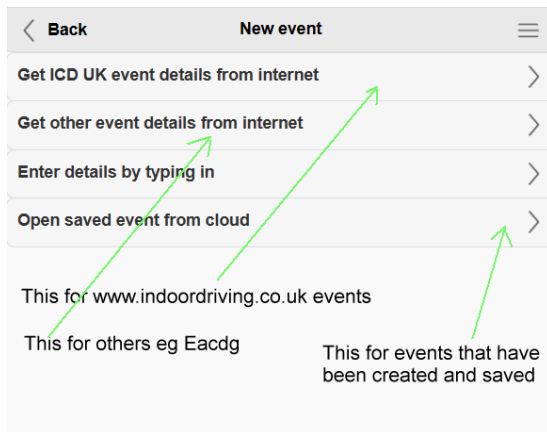 Back
New event
Get ICD UK event details from internet
Get other event details from internet
Enter details by typing in
Open saved event from cloud
This for www.indoordriving.co.uk events
This for others eg Eacdg
This for events that have
been created and saved